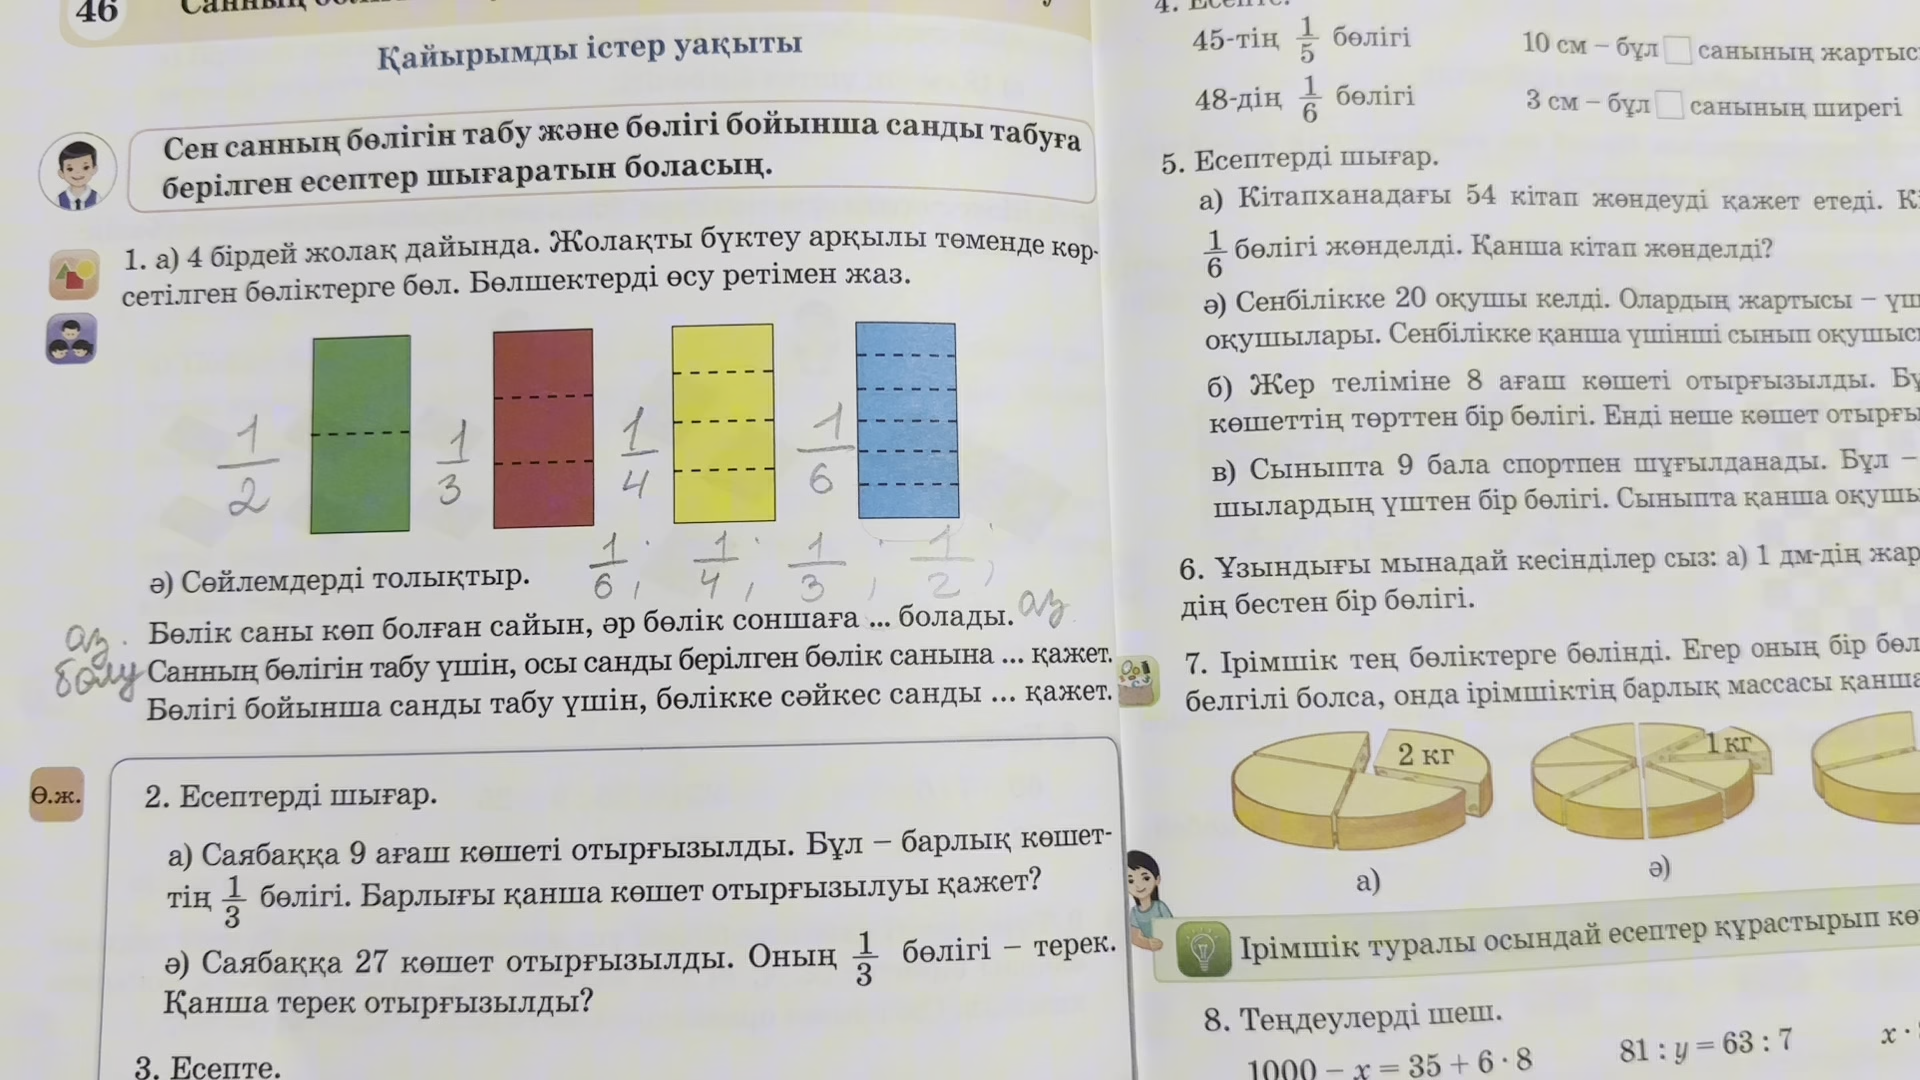 46
Қайырымды істер уақыты
Сен санның бөлігін табу және бөлігі бойынша санды табуға
берілген есептер шығаратын боласың.
1. а) 4 бірдей жолақ дайында. Жолақты бүктеу арқылы төменде көр-
сетілген бөліктерге бөл. Бөлшектерді өсу ретімен жаз.
1/2 1/3 1/4 1/6
1/6; 1/4; 1/3; 1/2;
ә) Сөйлемдерді толықтыр.
аз. Бөлік саны көп болған сайын, әр бөлік соншаға ... болады. аз
бөлу Санның бөлігін табу үшін, осы санды берілген бөлік санына ... қажет.
Бөлігі бойынша санды табу үшін, бөлікке сәйкес санды ... қажет.
Ө.ж.
2. Есептерді шығар.
а) Саябаққа 9 ағаш көшеті отырғызылды. Бұл – барлық көшет-
тің 1/3 бөлігі. Барлығы қанша көшет отырғызылуы қажет?
ә) Саябаққа 27 көшет отырғызылды. Оның 1/3 бөлігі – терек.
Қанша терек отырғызылды?
3. Есепте.
4. Есепте.
45-тің 1/5 бөлігі 10 см – бұл □ санының
48-дің 1/6 бөлігі 3 см – бұл □ санының ширегі
5. Есептерді шығар.
а) Кітапханадағы 54 кітап жөндеуді қажет етеді.
1/6 бөлігі жөнделді. Қанша кітап жөнделді?
ә) Сенбілікке 20 оқушы келді. Олардың жартысы –
оқушылары. Сенбілікке қанша үшінші сынып
б) Жер теліміне 8 ағаш көшеті отырғызылды.
көшеттің төрттен бір бөлігі. Енді неше көшет
в) Сыныпта 9 бала спортпен шұғылданады. Бұл –
шылардың үштен бір бөлігі. Сыныпта қанша
6. Ұзындығы мынадай кесінділер сыз: а) 1 дм-дің
дің бестен бір бөлігі.
7. Ірімшік тең бөліктерге бөлінді. Егер оның бір
белгілі болса, онда ірімшіктің барлық массасы қанша
2 кг 1 кг
а) ә)
Ірімшік туралы осындай есептер құрастырып
8. Теңдеулерді шеш.
1000 – x = 35 + 6 · 8 81 : y = 63 : 7 x ·